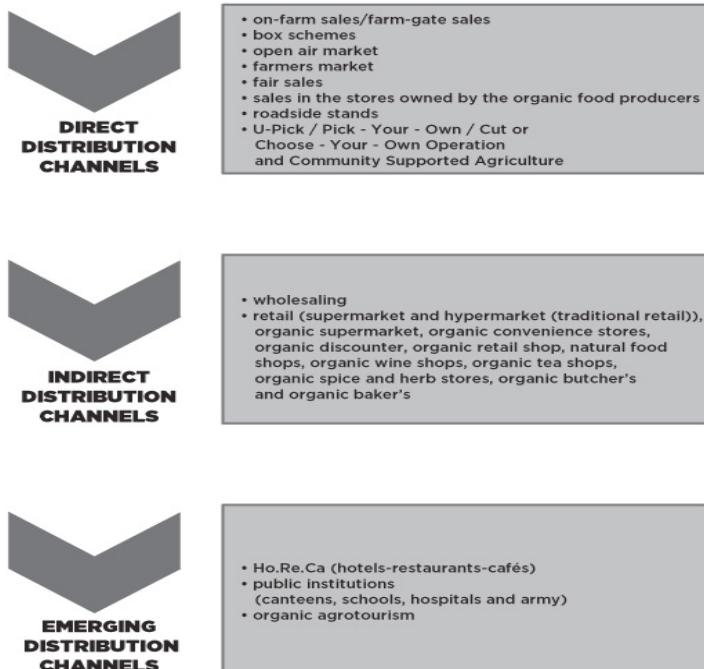 • on-farm sales/farm-gate sales
• box schemes
• open air market
• farmers market
• fair sales
• sales in the stores owned by the organic food producers
• roadside stands
• U-Pick / Pick - Your - Own / Cut or
Choose - Your - Own Operation
and Community Supported Agriculture
DIRECT
DISTRIBUTION
CHANNELS
• wholesaling
• retail (supermarket and hypermarket (traditional retail)),
organic supermarket, organic convenience stores,
organic discounter, organic retail shop, natural food
shops, organic wine shops, organic tea shops,
organic spice and herb stores, organic butcher's
and organic baker's
INDIRECT
DISTRIBUTION
CHANNELS
• Ho.Re.Ca (hotels-restaurants-cafés)
• public institutions
(canteens, schools, hospitals and army)
• organic agrotourism
EMERGING
DISTRIBUTION
CHANNELS